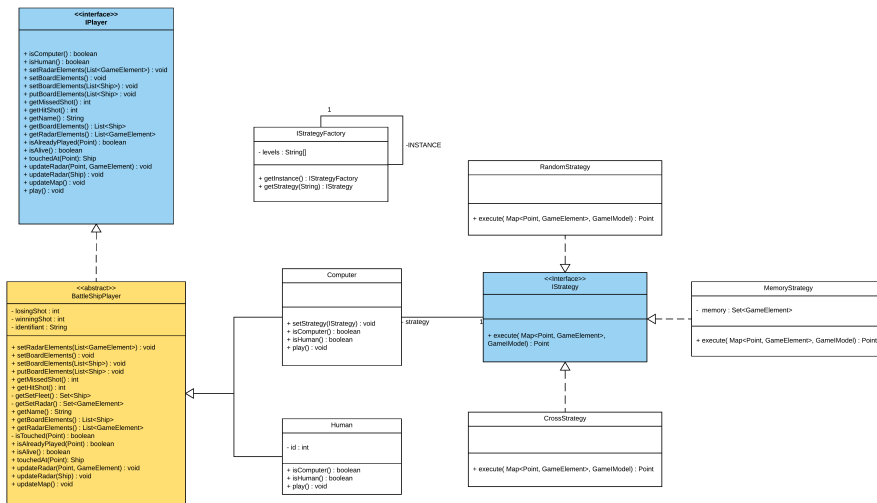 <<interface>>
IPlayer
+ isComputer() : boolean
+ isHuman() : boolean
+ setRadarElements(List<GameElement>) : void
+ setBoardElements() : void
+ setBoardElements(List<Ship>) : void
+ putBoardElements(List<Ship>) : void
+ getMissedShot() : int
+ getHitShot() : int
+ getName() : String
+ getBoardElements() : List<Ship>
+ getRadarElements() : List<GameElement>
+ isAlreadyPlayed(Point) : boolean
+ isAlive() : boolean
+ touchedAt(Point): Ship
+ updateRadar(Point, GameElement) : void
+ updateRadar(Ship) : void
+ updateMap() : void
+ play() : void
<<abstract>>
BattleShipPlayer
- losingShot : int
- winningShot : int
- identifiant : String
+ setRadarElements(List<GameElement>) : void
+ setBoardElements() : void
+ setBoardElements(List<Ship>) : void
+ putBoardElements(List<Ship>) : void
+ getMissedShot() : int
+ getHitShot() : int
- getSetFleet() : Set<Ship>
- getSetRadar() : Set<GameElement>
+ getName() : String
+ getBoardElements() : List<Ship>
+ getRadarElements() : List<GameElement>
- isTouched(Point) : boolean
+ isAlreadyPlayed(Point) : boolean
+ isAlive() : boolean
+ touchedAt(Point): Ship
+ updateRadar(Point, GameElement) : void
+ updateRadar(Ship) : void
+ updateMap() : void
1
IStrategyFactory
- levels : String[]
-INSTANCE
+ getInstance() : IStrategyFactory
+ getStrategy(String) : IStrategy
Computer
+ setStrategy(IStrategy) : void
+ isComputer() : boolean
+ isHuman() : boolean
+ play() : void
- strategy
1
Human
- id : int
+ isComputer() : boolean
+ isHuman() : boolean
+ play() : void
RandomStrategy
+ execute( Map<Point, GameElement>, GameIModel) : Point
<<Interface>>
IStrategy
+ execute( Map<Point, GameElement>,
GameIModel) : Point
MemoryStrategy
- memory : Set<GameElement>
+ execute( Map<Point, GameElement>, GameIModel) : Point
CrossStrategy
+ execute( Map<Point, GameElement>, GameIModel) : Point